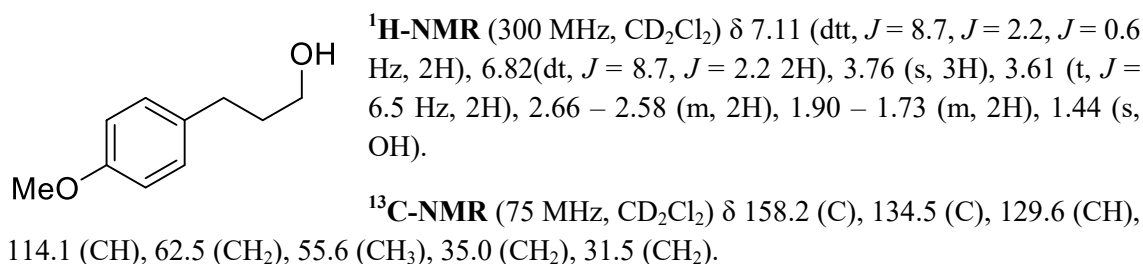 ¹H-NMR (300 MHz, CD₂Cl₂) δ 7.11 (dtt, J = 8.7, 2.2, J = 0.6
Hz, 2H), 6.82(dt, J = 8.7, J = 2.2 2H), 3.76 (s, 3H), 3.61 (t, J =
6.5 Hz, 2H), 2.66 – 2.58 (m, 2H), 1.90 – 1.73 (m, 2H), 1.44 (s,
OH).
OH
MeO
¹³C-NMR (75 MHz, CD₂Cl₂) δ 158.2 (C), 134.5 (C), 129.6 (CH),
114.1 (CH), 62.5 (CH₂), 55.6 (CH₃), 35.0 (CH₂), 31.5 (CH₂).